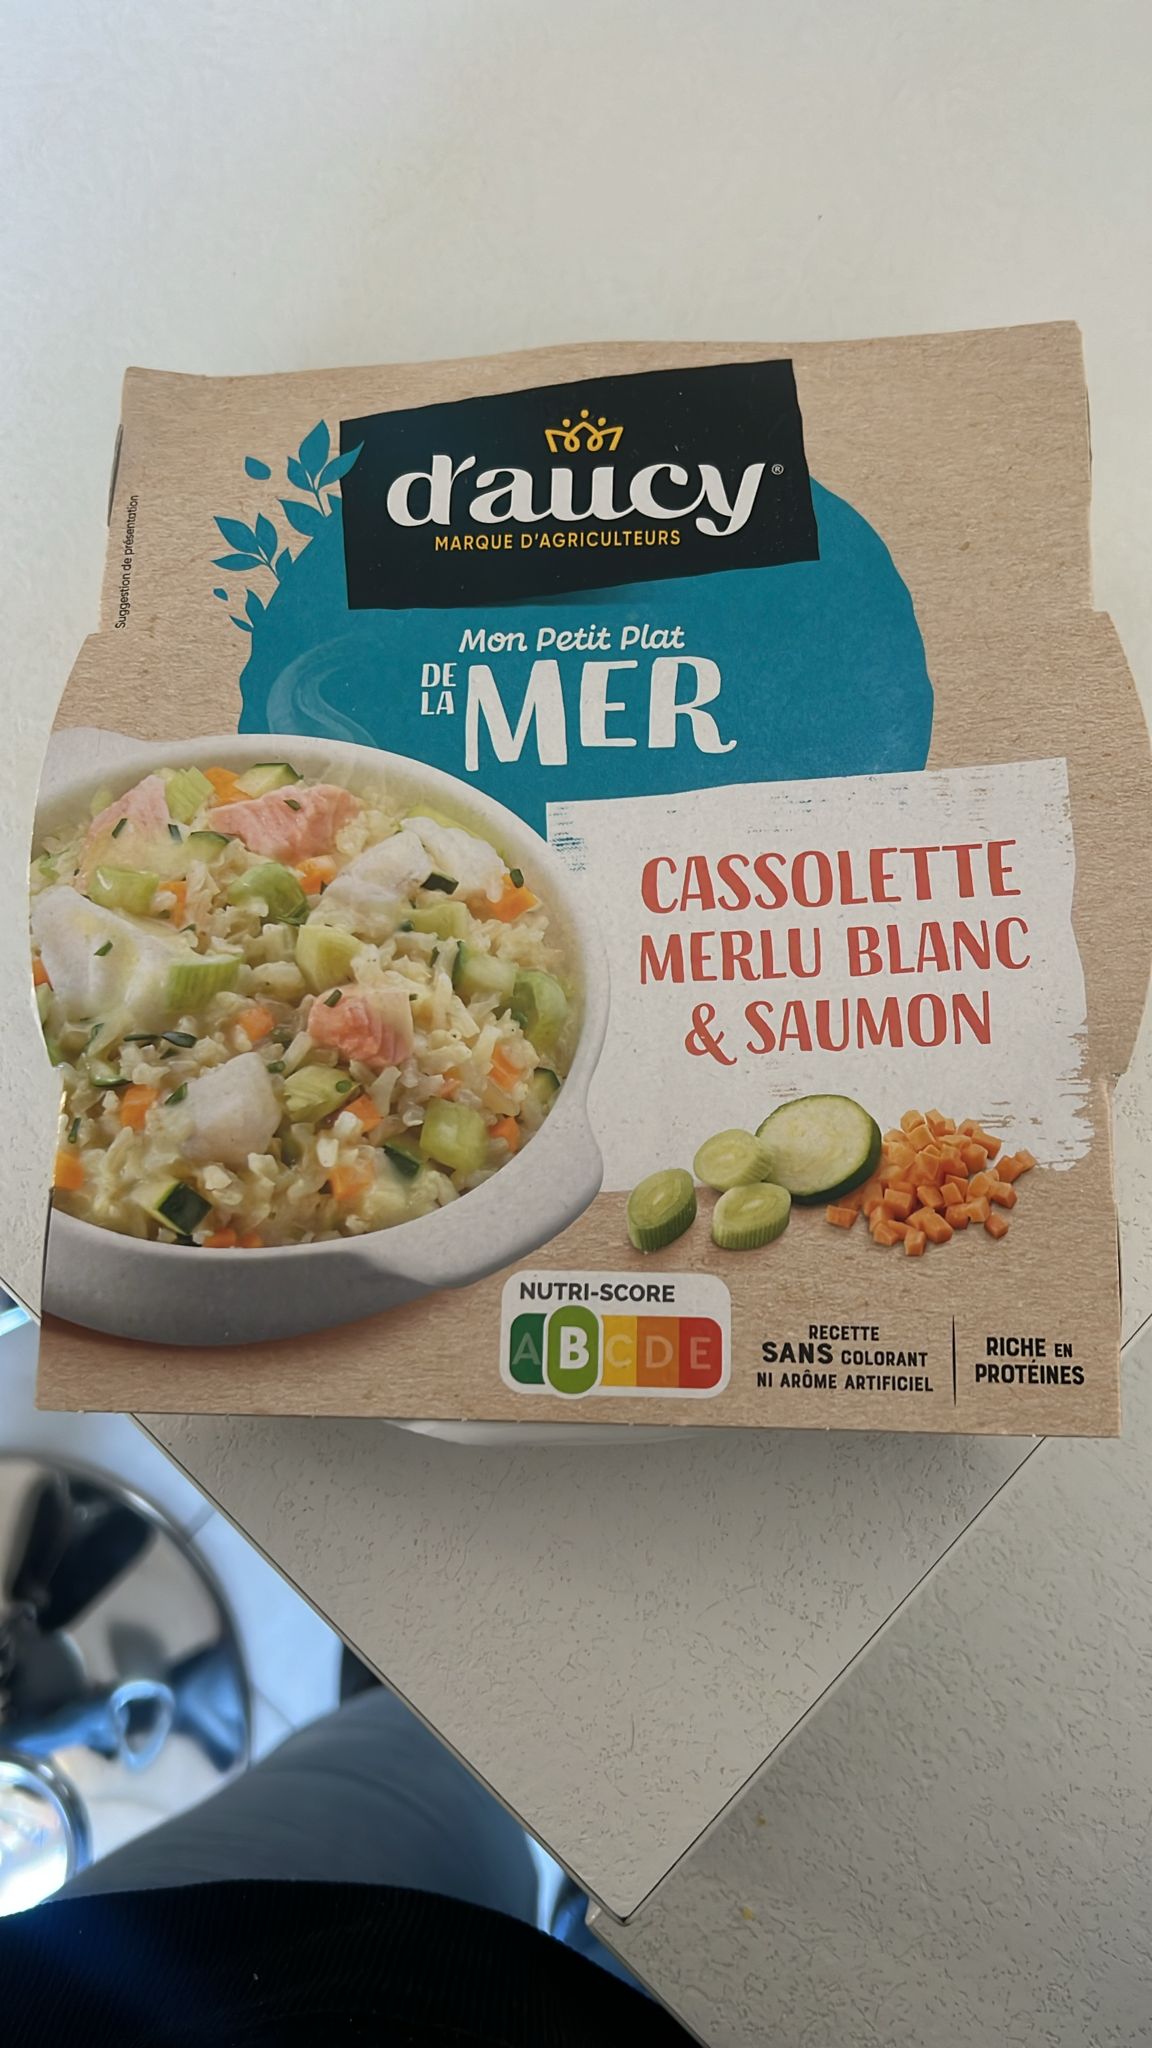 d'aucy®
MARQUE D'AGRICULTEURS
Suggestion de présentation
Mon Petit Plat
DE LA MER
CASSOLETTE
MERLU BLANC
& SAUMON
NUTRI-SCORE
A B C D E
RECETTE
SANS COLORANT
NI ARÔME ARTIFICIEL
RICHE EN
PROTÉINES